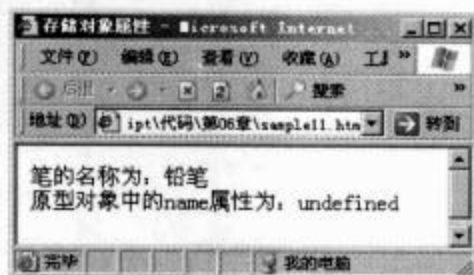 存储对象属性 - Microsoft Internet
文件(F) 编辑(E) 查看(V) 收藏(A) 工具 »
后退 搜索 »
地址(D) ipt\代码\第06章\sample11.htm 转到
笔的名称为：铅笔
原型对象中的name属性为：undefined
完毕 我的电脑